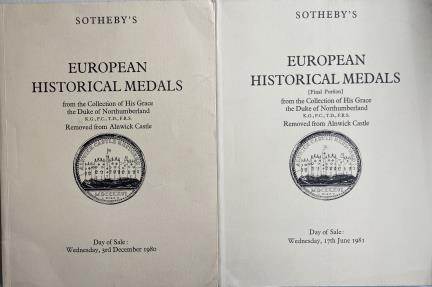 SOTHEBY'S
EUROPEAN
HISTORICAL MEDALS
from the Collection of His Grace
the Duke of Northumberland
K.G., P.C., T.D., F.R.S.
Removed from Alnwick Castle
Day of Sale:
Wednesday, 3rd December 1980
SOTHEBY'S
EUROPEAN
HISTORICAL MEDALS
[Final Portion]
from the Collection of His Grace
the Duke of Northumberland
K.G., P.C., T.D., F.R.S.
Removed from Alnwick Castle
Day of Sale:
Wednesday, 17th June 1981